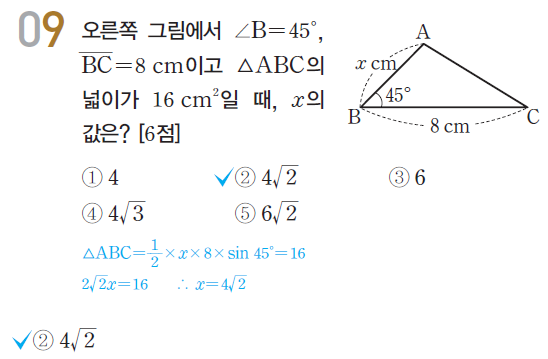 09 오른쪽 그림에서 ∠B=45°,
B̅C̅=8 cm이고 △ABC의
넓이가 16 cm²일 때, x의
값은? [6점]
A
x cm
45°
B
8 cm
C
① 4 ② 4√2 ③ 6
④ 4√3 ⑤ 6√2
△ABC=1/2×x×8×sin 45°=16
2√2x=16 ∴ x=4√2
② 4√2